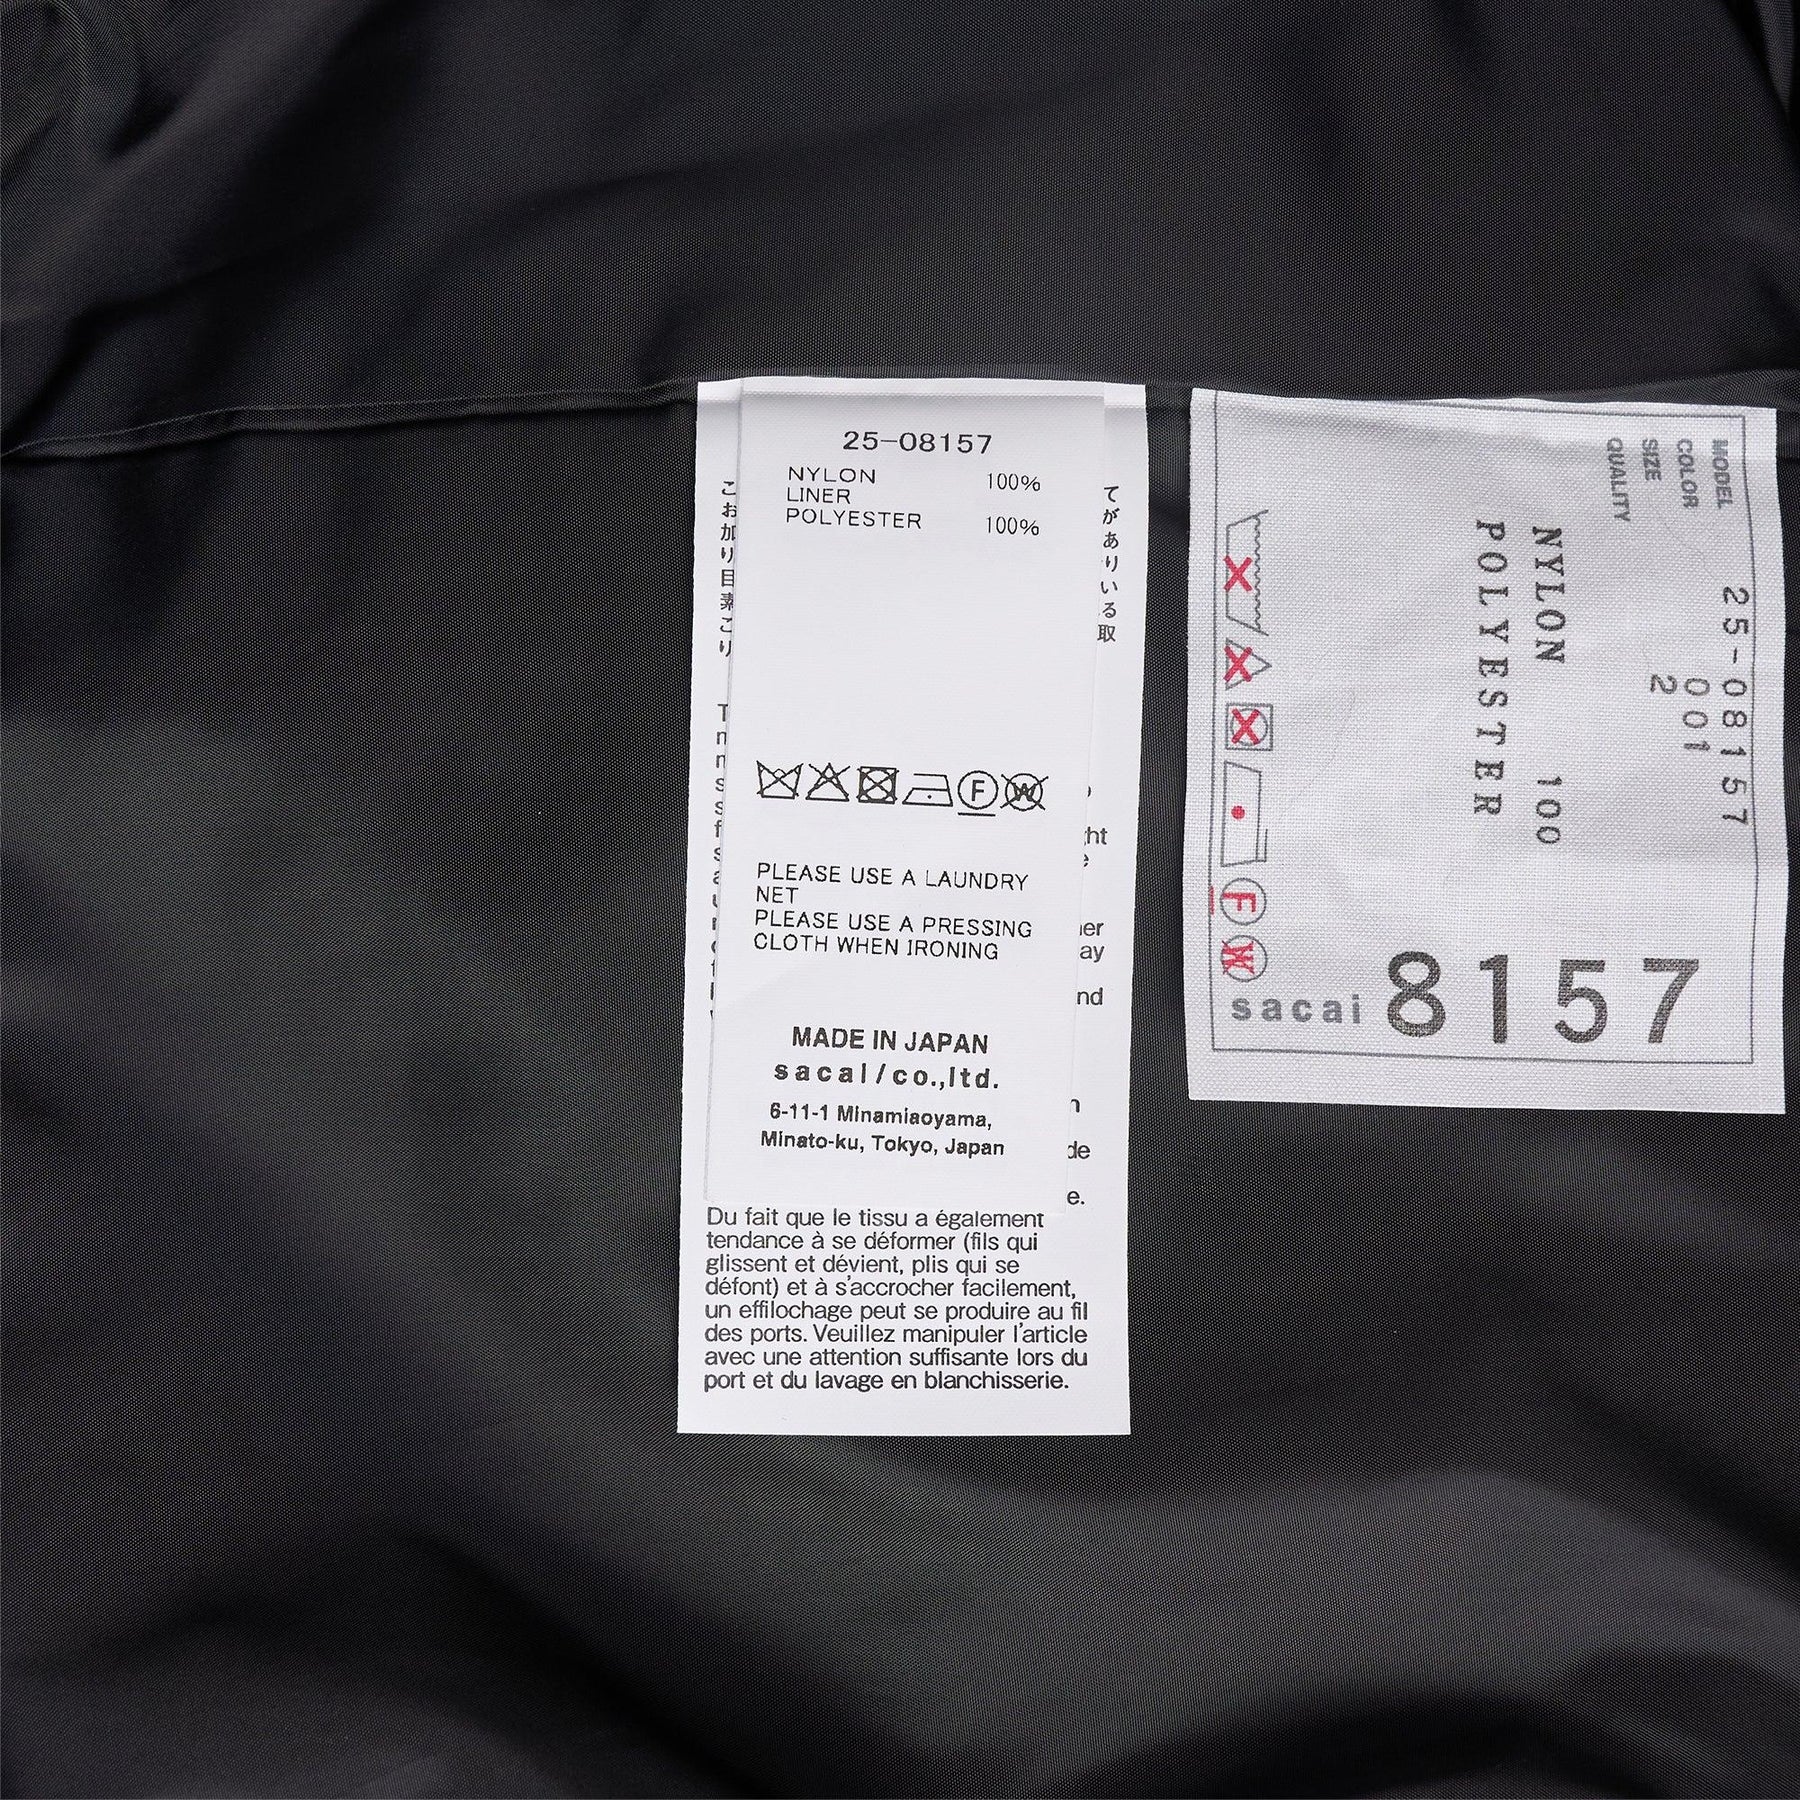 25-08157
NYLON 100%
LINER
POLYESTER 100%
PLEASE USE A LAUNDRY
NET
PLEASE USE A PRESSING
CLOTH WHEN IRONING
MADE IN JAPAN
sacai/co.,ltd.
6-11-1 Minamiaoyama,
Minato-ku, Tokyo, Japan
Du fait que le tissu a également
tendance à se déformer (fils qui
glissent et dévient, plis qui se
défont) et à s'accrocher facilement,
un effilochage peut se produire au fil
des ports. Veuillez manipuler l'article
avec une attention suffisante lors du
port et du lavage en blanchisserie.
MODEL 25-08157
COLOR 001
SIZE 2
QUALITY
NYLON 100
POLYESTER
sacai 8157